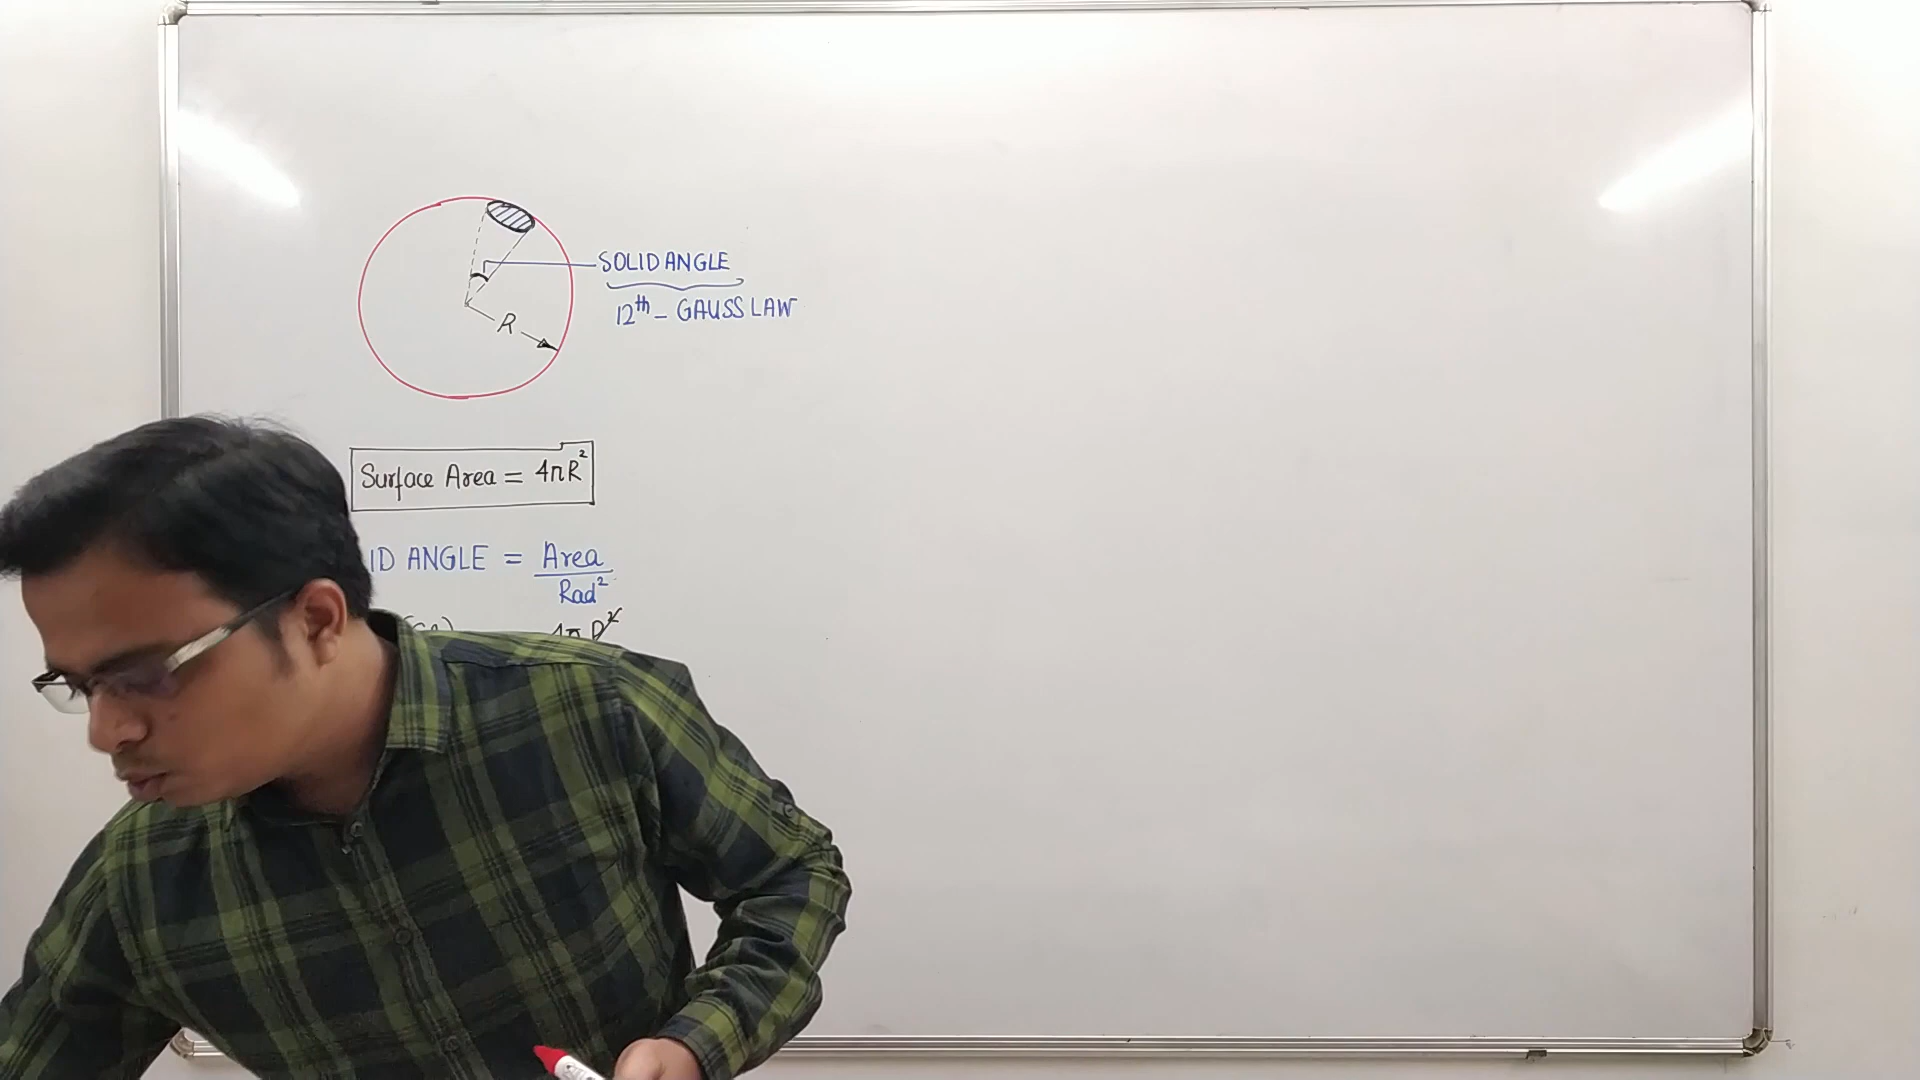 SOLID ANGLE
12th - GAUSS LAW
R
Surface Area = 4πR²
ID ANGLE = Area / Rad²